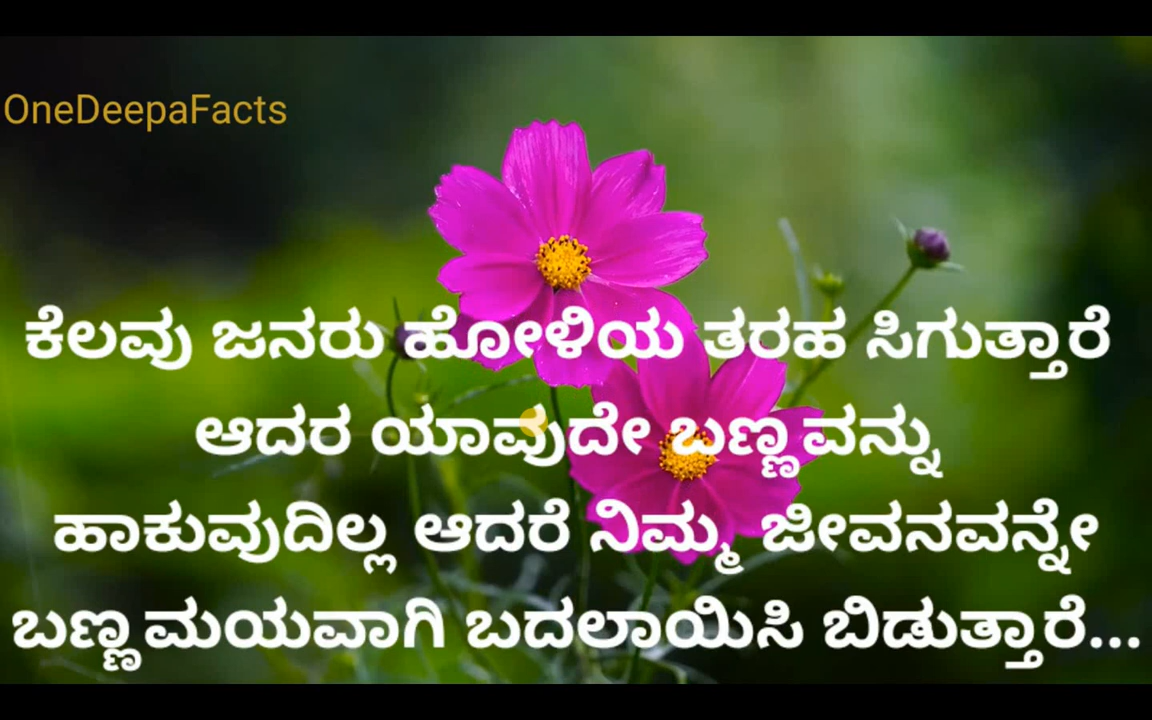 OneDeepaFacts
ಕೆಲವು ಜನರು ಹೋಳಿಯ ತರಹ ಸಿಗುತ್ತಾರೆ
ಆದರ ಯಾವುದೇ ಬಣ್ಣವನ್ನು
ಹಾಕುವುದಿಲ್ಲ ಆದರೆ ನಿಮ್ಮ ಜೀವನವನ್ನೇ
ಬಣ್ಣಮಯವಾಗಿ ಬದಲಾಯಿಸಿ ಬಿಡುತ್ತಾರೆ...